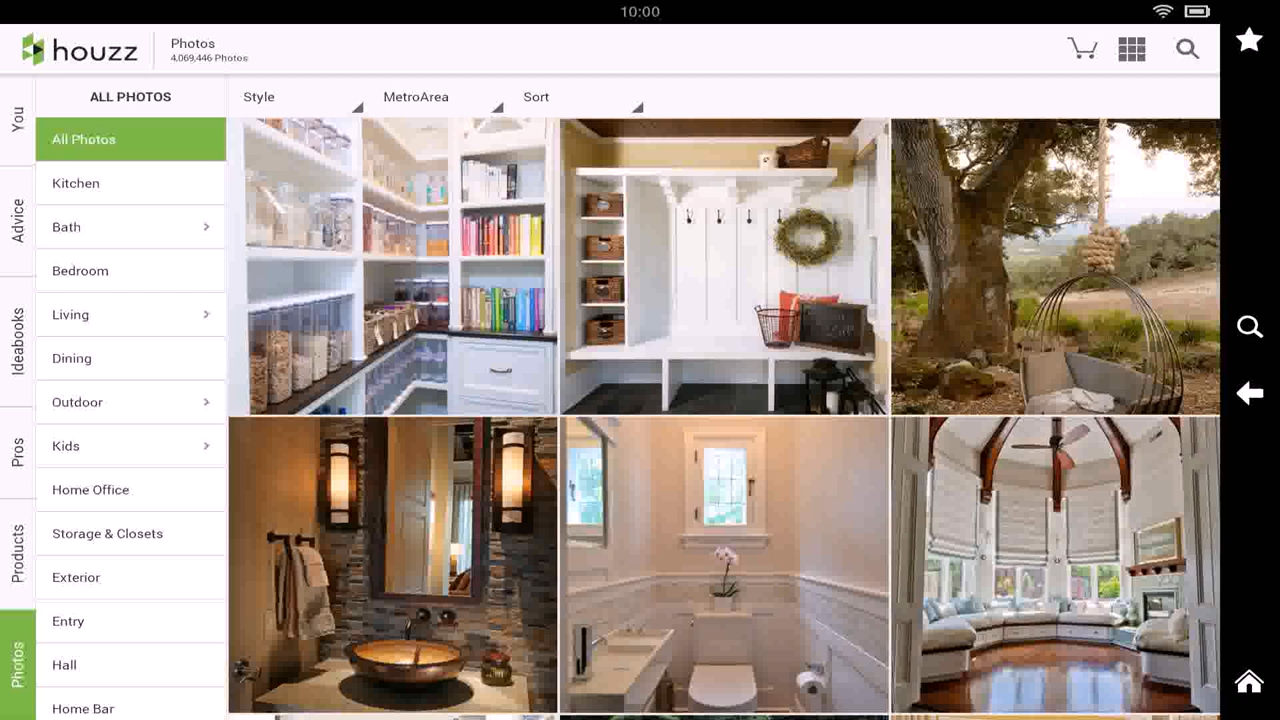 10:00
houzz
Photos
4,069,446 Photos
ALL PHOTOS
Style
MetroArea
Sort
You
Advice
Ideabooks
Pros
Products
Photos
All Photos
Kitchen
Bath
Bedroom
Living
Dining
Outdoor
Kids
Home Office
Storage & Closets
Exterior
Entry
Hall
Home Bar